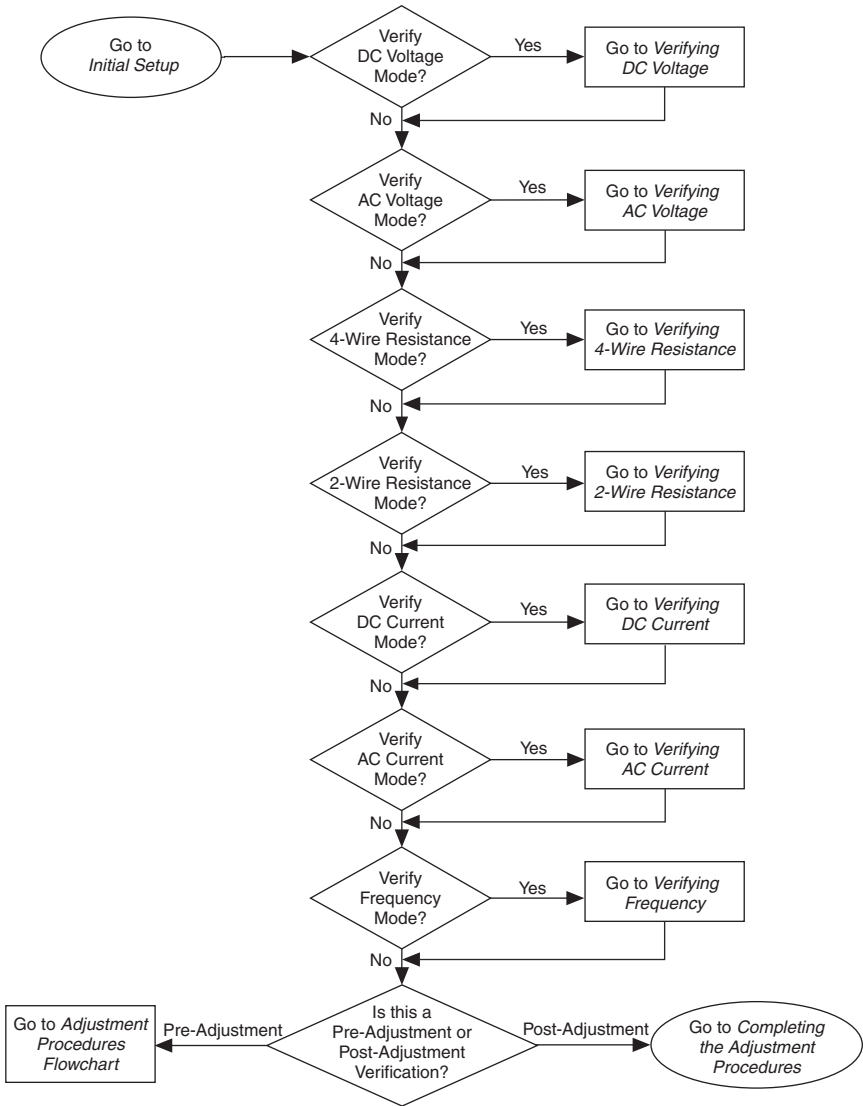 Go to
Initial Setup
Verify
DC Voltage
Mode?
Yes
Go to Verifying
DC Voltage
No
Verify
AC Voltage
Mode?
Yes
Go to Verifying
AC Voltage
No
Verify
4-Wire Resistance
Mode?
Yes
Go to Verifying
4-Wire Resistance
No
Verify
2-Wire Resistance
Mode?
Yes
Go to Verifying
2-Wire Resistance
No
Verify
DC Current
Mode?
Yes
Go to Verifying
DC Current
No
Verify
AC Current
Mode?
Yes
Go to Verifying
AC Current
No
Verify
Frequency
Mode?
Yes
Go to Verifying
Frequency
No
Is this a
Pre-Adjustment or
Post-Adjustment
Verification?
Pre-Adjustment
Go to Adjustment
Procedures
Flowchart
Post-Adjustment
Go to Completing
the Adjustment
Procedures